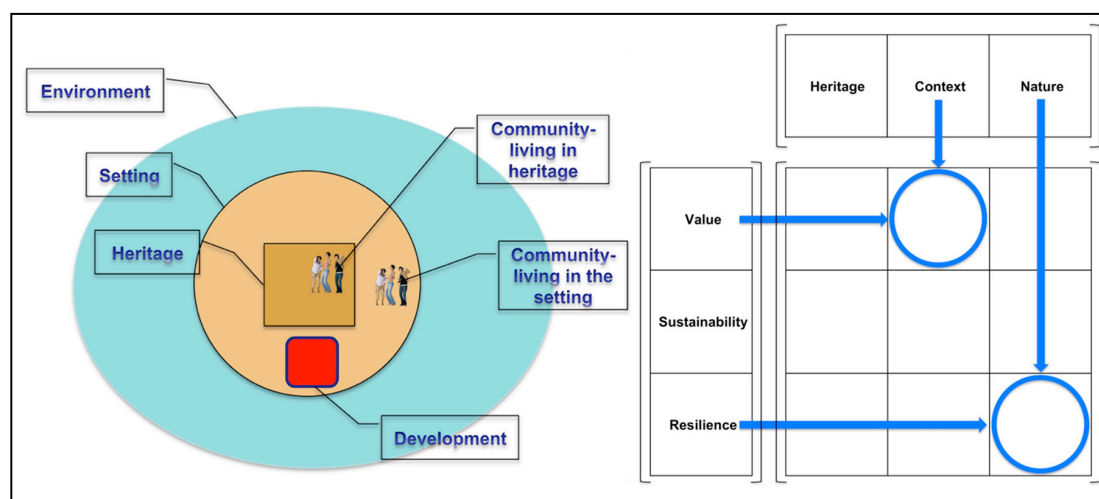 Environment
Setting
Heritage
Community-
living in
heritage
Community-
living in the
setting
Development
Heritage
Context
Nature
Value
Sustainability
Resilience